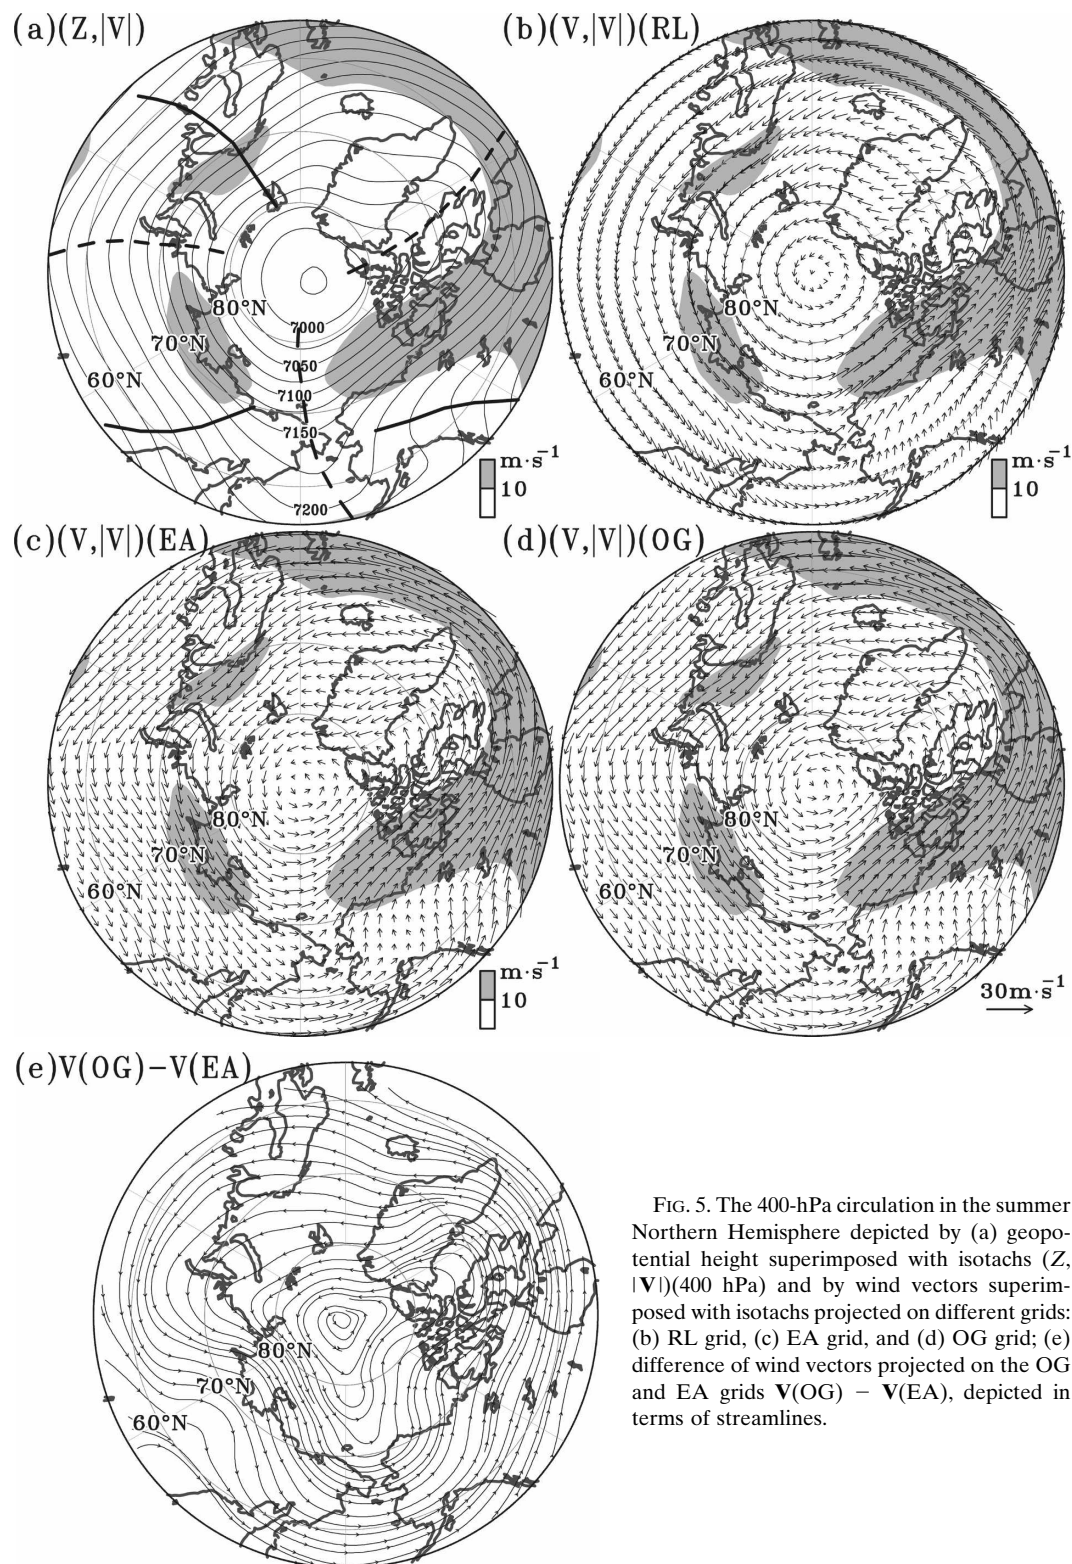 (a)(Z,|V|)
(b)(V,|V|)(RL)
80°N
70°N
60°N
7000
7050
7100
7150
7200
m·s⁻¹
10
80°N
70°N
60°N
m·s⁻¹
10
(c)(V,|V|)(EA)
(d)(V,|V|)(OG)
80°N
70°N
60°N
m·s⁻¹
10
80°N
70°N
60°N
30m·s⁻¹
(e)V(OG)−V(EA)
80°N
70°N
60°N
FIG. 5. The 400-hPa circulation in the summer
Northern Hemisphere depicted by (a) geopo-
tential height superimposed with isotachs (Z,
|V|)(400 hPa) and by wind vectors superim-
posed with isotachs projected on different grids:
(b) RL grid, (c) EA grid, and (d) OG grid; (e)
difference of wind vectors projected on the OG
and EA grids V(OG) − V(EA), depicted in
terms of streamlines.